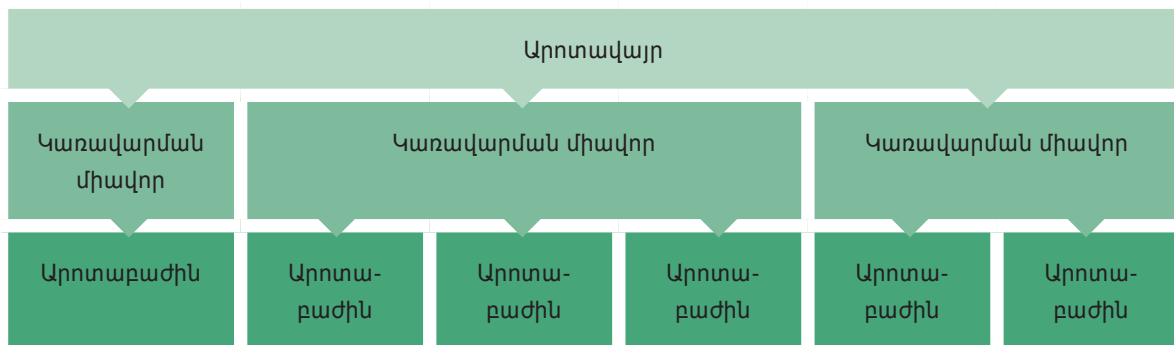 Արոտավայր
Կառավարման
միավոր
Կառավարման միավոր
Կառավարման միավոր
Արոտաբաժին
Արոտա-
բաժին
Արոտա-
բաժին
Արոտա-
բաժին
Արոտա-
բաժին
Արոտա-
բաժին